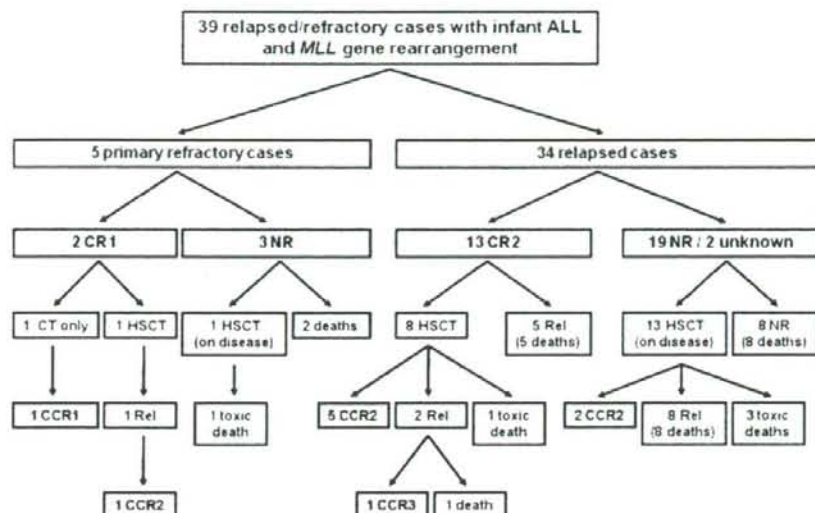 39 relapsed/refractory cases with infant ALL
and MLL gene rearrangement
5 primary refractory cases
34 relapsed cases
2 CR1
3 NR
13 CR2
19 NR / 2 unknown
1 CT only
1 HSCT
1 HSCT
(on disease)
2 deaths
8 HSCT
5 Rel
(5 deaths)
13 HSCT
(on disease)
8 NR
(8 deaths)
1 CCR1
1 Rel
1 toxic
death
5 CCR2
2 Rel
1 toxic
death
2 CCR2
8 Rel
(8 deaths)
3 toxic
deaths
1 CCR2
1 CCR3
1 death